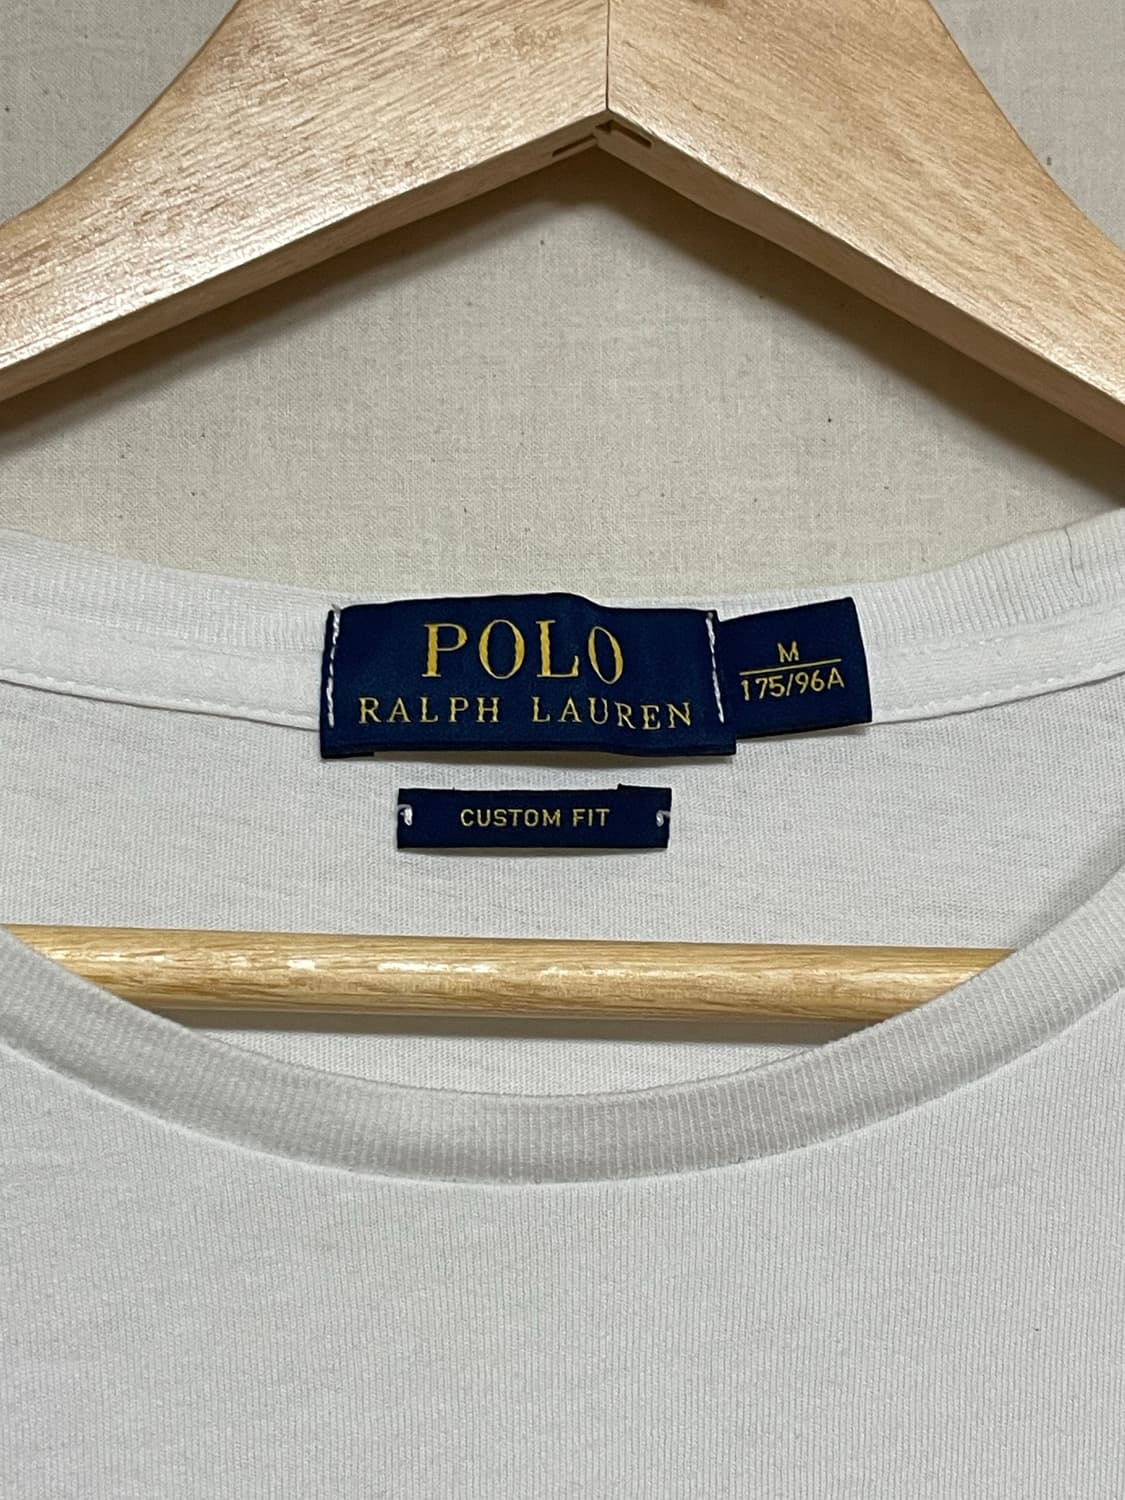 POLO
RALPH LAUREN
M
175/96A
CUSTOM FIT